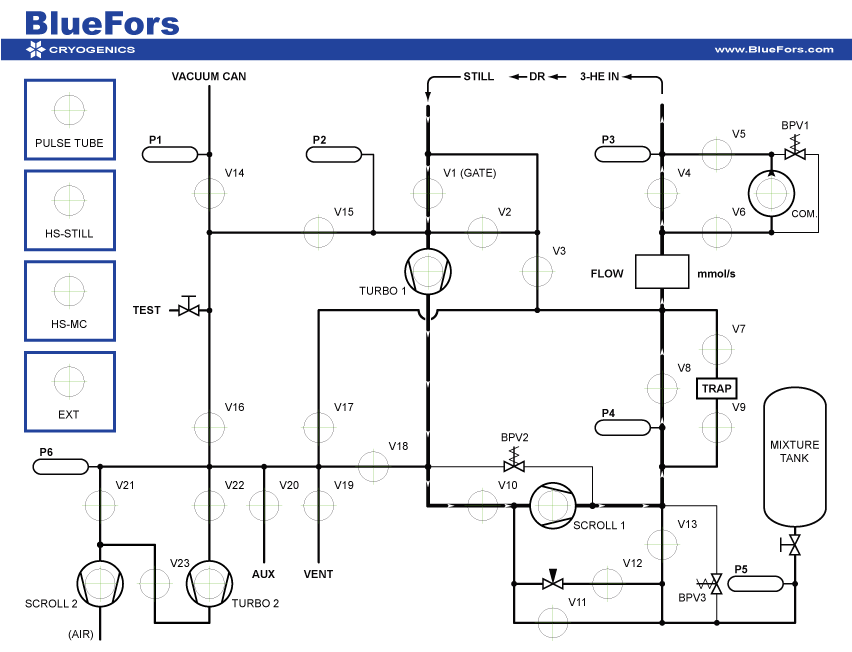 BlueFors
CRYOGENICS
www.BlueFors.com
VACUUM CAN
STILL
DR
3-HE IN
PULSE TUBE
P1
P2
P3
V5
BPV1
V14
V1 (GATE)
V4
HS-STILL
V15
V2
V6
COM.
V3
TURBO 1
FLOW
mmol/s
HS-MC
TEST
V7
V8
TRAP
EXT
V16
V17
P4
V9
MIXTURE
TANK
P6
V18
BPV2
V21
V22
V20
V19
V10
SCROLL 1
V13
V23
AUX
VENT
V12
P5
SCROLL 2
TURBO 2
V11
BPV3
(AIR)